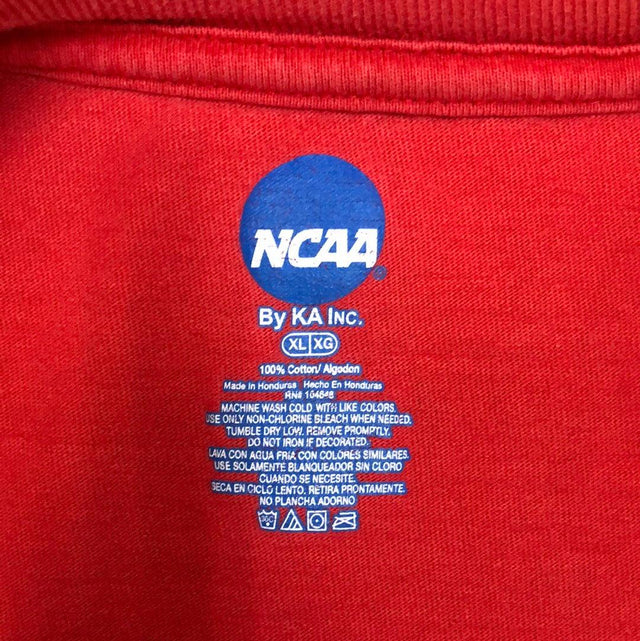 NCAA®
By KA Inc.
XL XG
100% Cotton/ Algodon
Made In Honduras Hecho En Honduras
RN# 104648
MACHINE WASH COLD WITH LIKE COLORS.
USE ONLY NON-CHLORINE BLEACH WHEN NEEDED.
TUMBLE DRY LOW. REMOVE PROMPTLY.
DO NOT IRON IF DECORATED.
LAVA CON AGUA FRIA CON COLORES SIMILARES.
USE SOLAMENTE BLANQUEADOR SIN CLORO
CUANDO SE NECESITE.
SECA EN CICLO LENTO. RETIRA PRONTAMENTE.
NO PLANCHA ADORNO